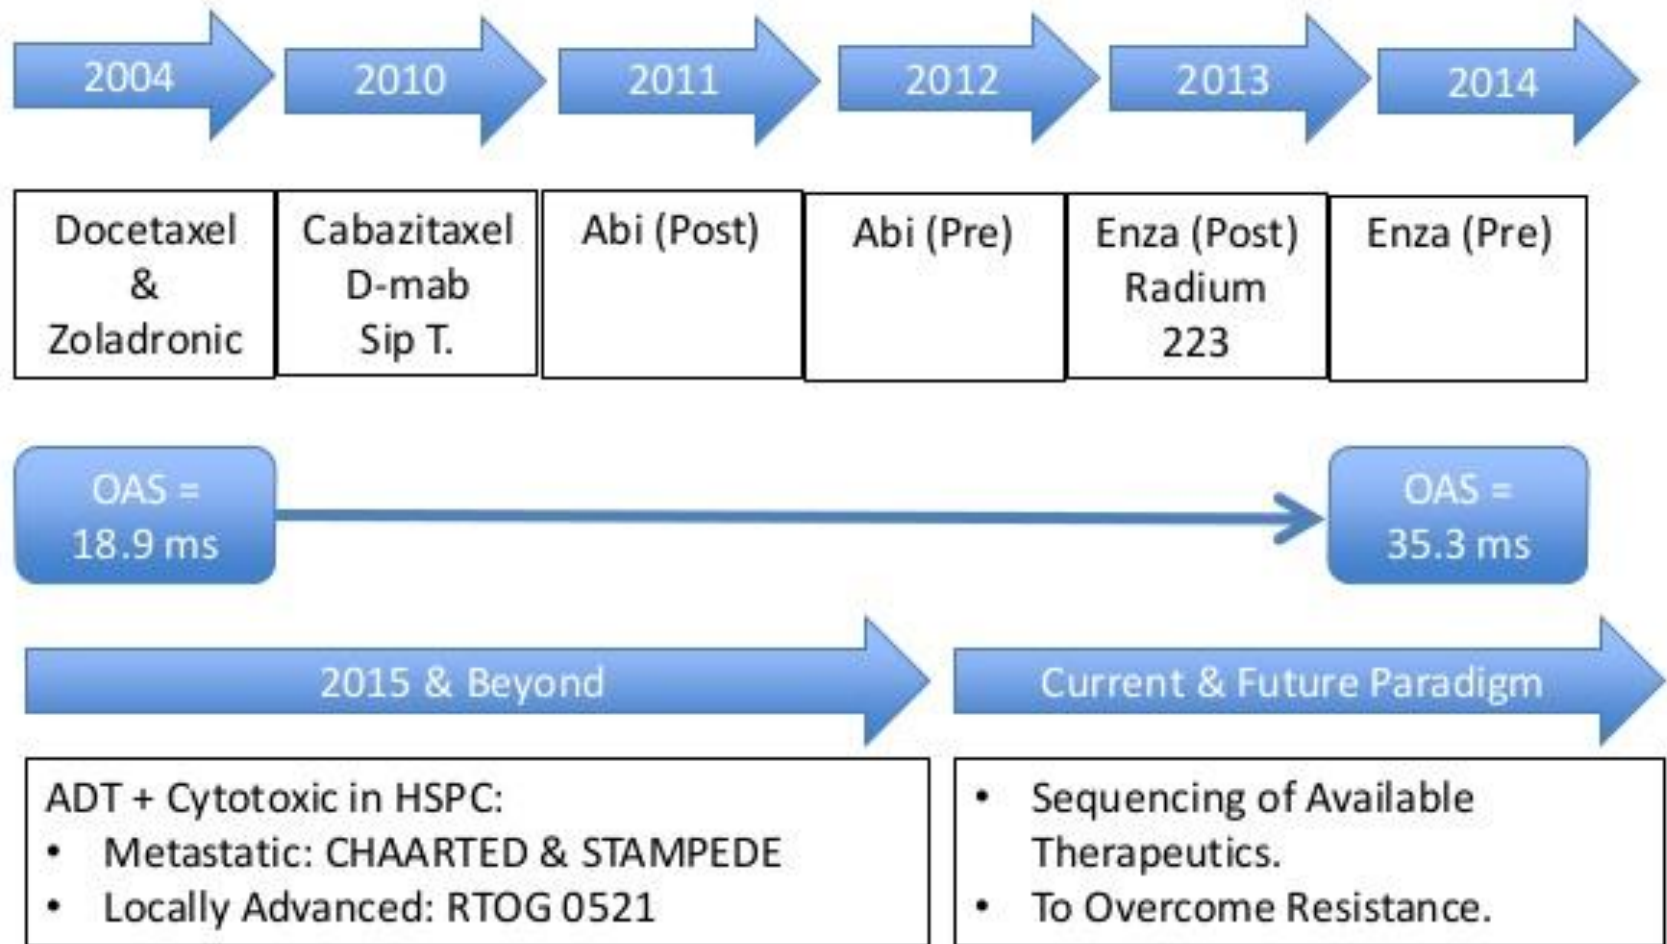 2004
2010
2011
2012
2013
2014
Docetaxel
&
Zoladronic
Cabazitaxel
D-mab
Sip T.
Abi (Post)
Abi (Pre)
Enza (Post)
Radium
223
Enza (Pre)
OAS =
18.9 ms
OAS =
35.3 ms
2015 & Beyond
Current & Future Paradigm
ADT + Cytotoxic in HSPC:
• Metastatic: CHAARTED & STAMPEDE
• Locally Advanced: RTOG 0521
• Sequencing of Available
Therapeutics.
• To Overcome Resistance.